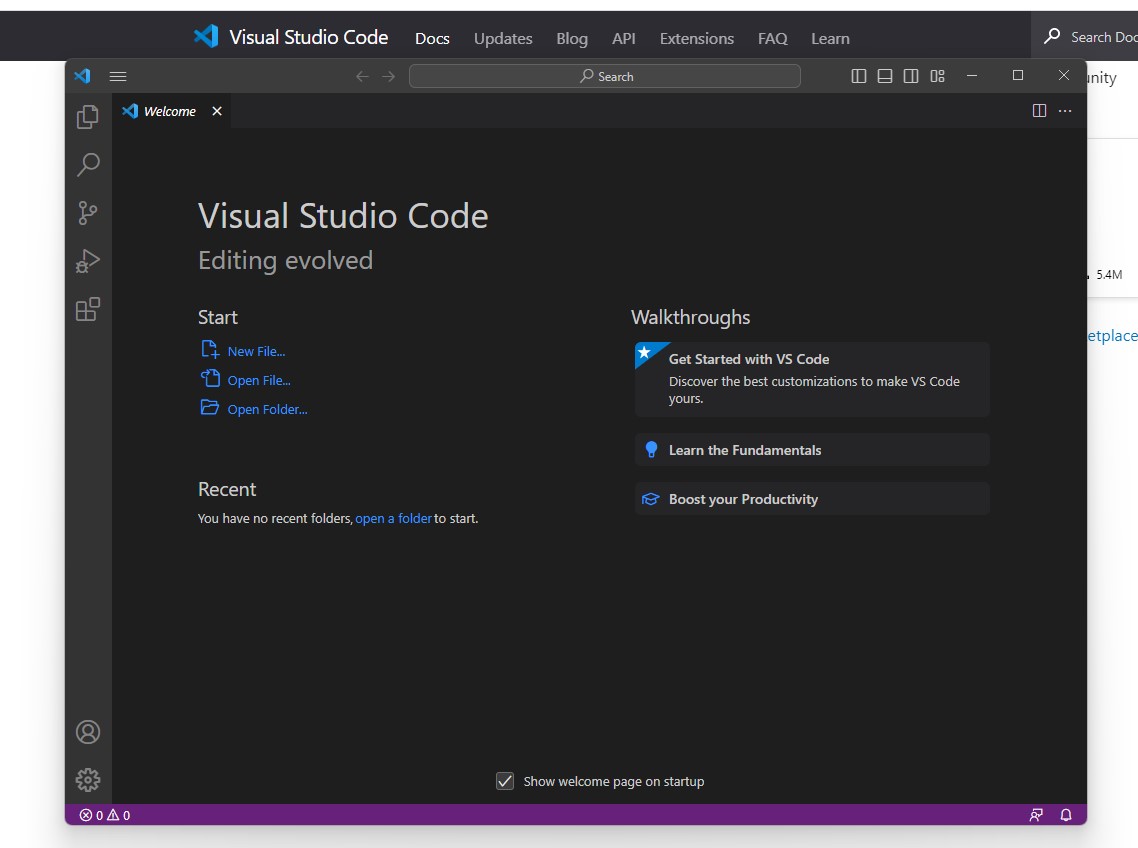 Visual Studio Code Docs Updates Blog API Extensions FAQ Learn Search Doc
Search
unity
Welcome
Visual Studio Code
Editing evolved
Start
New File...
Open File...
Open Folder...
Recent
You have no recent folders, open a folder to start.
Walkthroughs
Get Started with VS Code
Discover the best customizations to make VS Code
yours.
Learn the Fundamentals
Boost your Productivity
5.4M
etplace
Show welcome page on startup
0 0